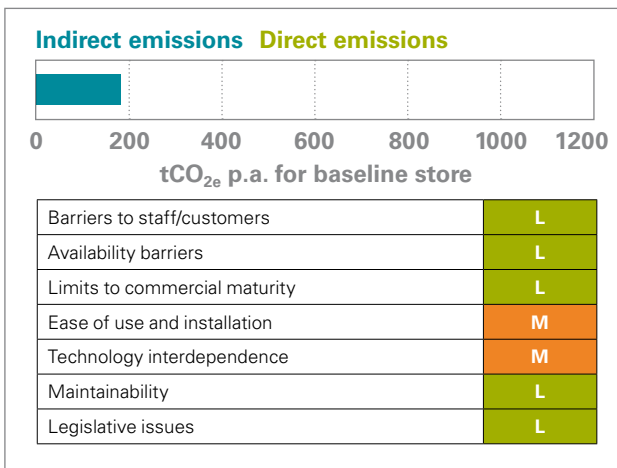 Indirect emissions Direct emissions
0 200 400 600 800 1000 1200
tCO2e p.a. for baseline store
Barriers to staff/customers L
Availability barriers L
Limits to commercial maturity L
Ease of use and installation M
Technology interdependence M
Maintainability L
Legislative issues L